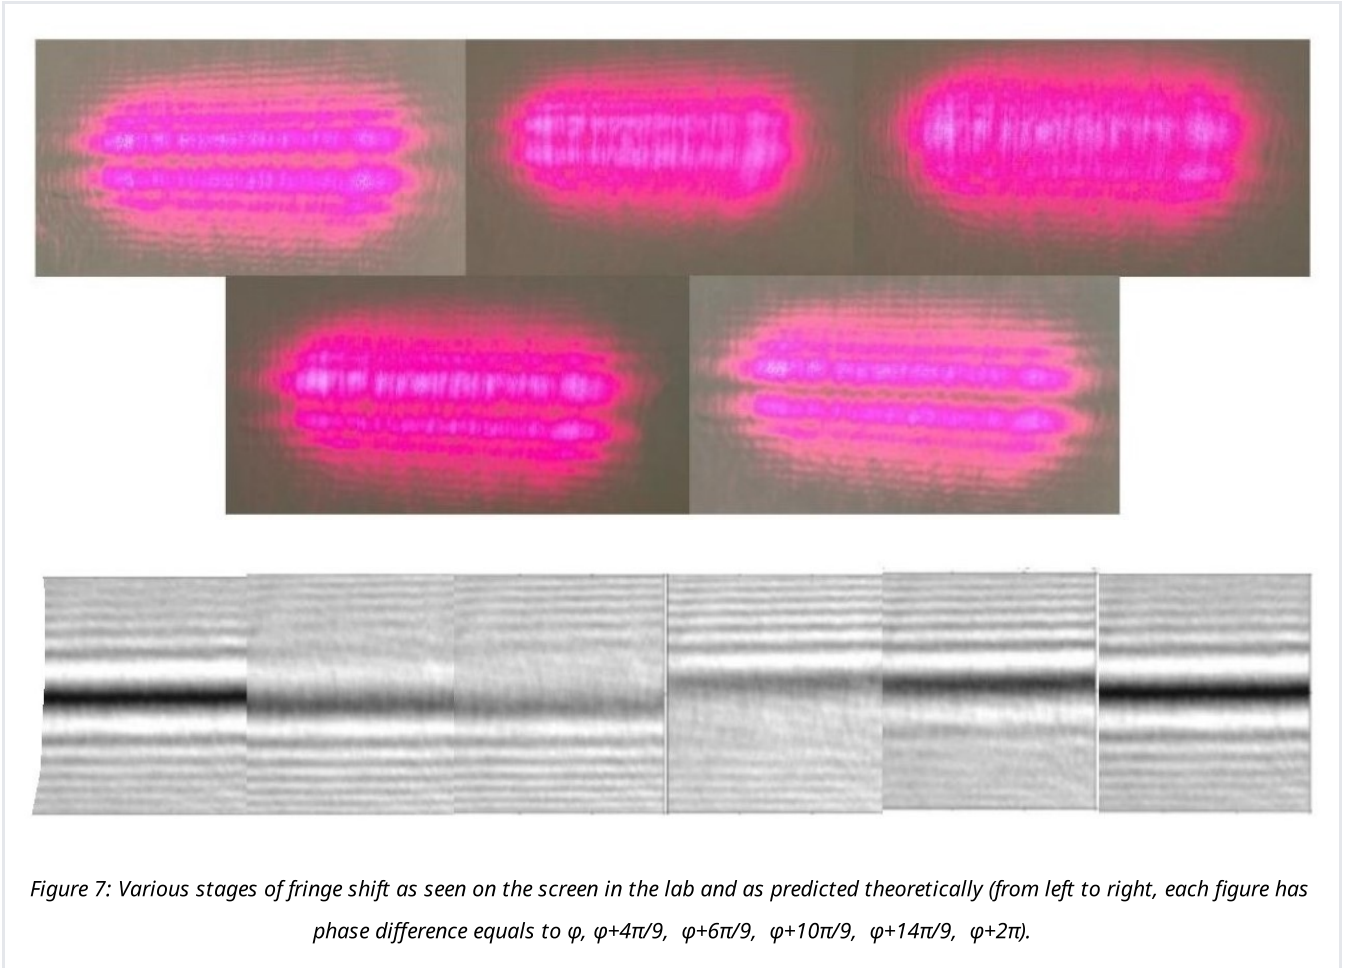 Figure 7: Various stages of fringe shift as seen on the screen in the lab and as predicted theoretically (from left to right, each figure has
phase difference equals to φ, φ+4π/9, φ+6π/9, φ+10π/9, φ+14π/9, φ+2π).